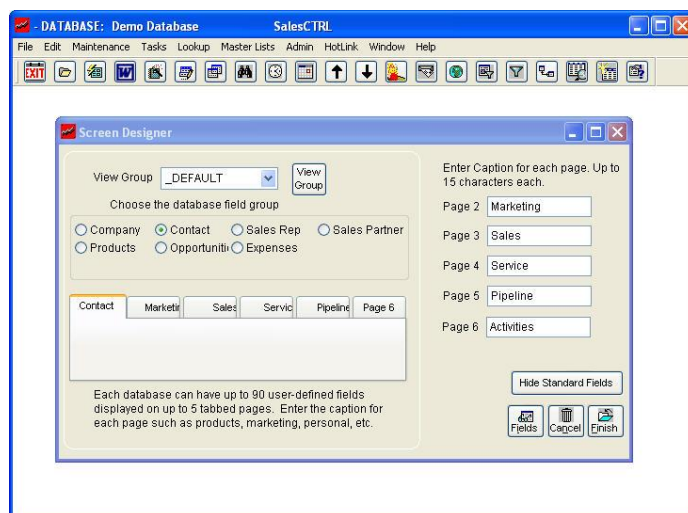 - DATABASE: Demo Database SalesCTRL
File Edit Maintenance Tasks Lookup Master Lists Admin HotLink Window Help
EXIT W
Screen Designer
View Group _DEFAULT View Group
Choose the database field group
Company Contact Sales Rep Sales Partner
Products Opportuniti Expenses
Contact Marketin Sales Servic Pipeline Page 6
Each database can have up to 90 user-defined fields
displayed on up to 5 tabbed pages. Enter the caption for
each page such as products, marketing, personal, etc.
Enter Caption for each page. Up to
15 characters each.
Page 2 Marketing
Page 3 Sales
Page 4 Service
Page 5 Pipeline
Page 6 Activities
Hide Standard Fields
Fields Cancel Finish